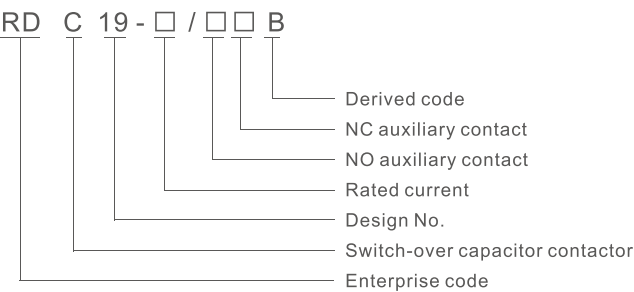 RD C 19 - □ / □ □ B
Derived code
NC auxiliary contact
NO auxiliary contact
Rated current
Design No.
Switch-over capacitor contactor
Enterprise code